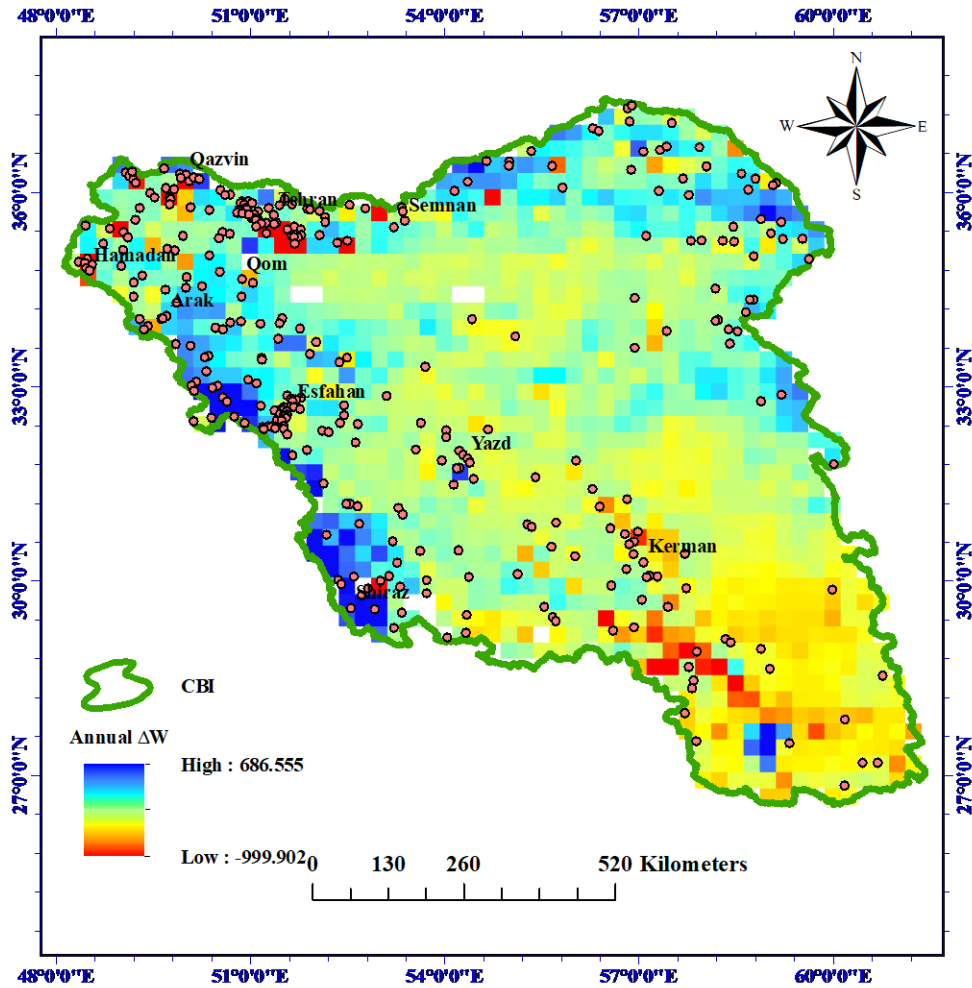 48°0'0"E 51°0'0"E 54°0'0"E 57°0'0"E 60°0'0"E
N
W E
S
36°0'0"N 36°0'0"N
33°0'0"N 33°0'0"N
30°0'0"N 30°0'0"N
27°0'0"N 27°0'0"N
Qazvin
Tehran
Semnan
Hamadan
Qom
Arak
Esfahan
Yazd
Kerman
Shiraz
CBI
Annual ΔW
High : 686.555
Low : -999.902
0 130 260 520 Kilometers
48°0'0"E 51°0'0"E 54°0'0"E 57°0'0"E 60°0'0"E